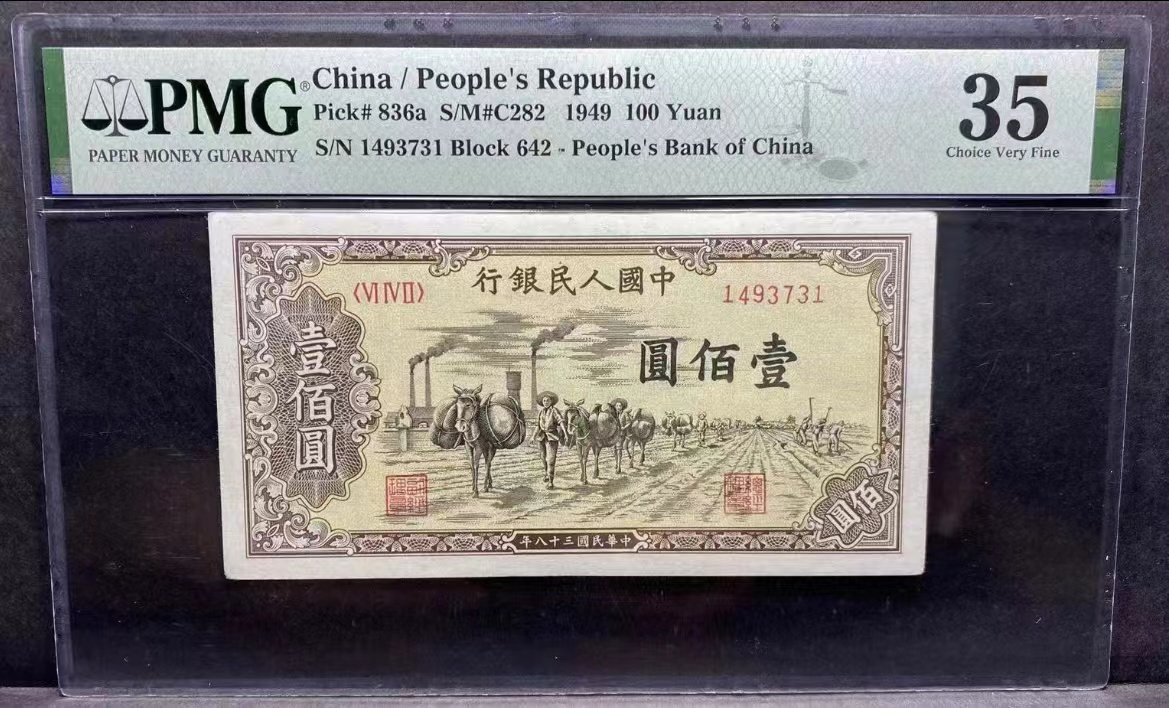 PMG®
PAPER MONEY GUARANTY
China / People's Republic
Pick# 836a S/M#C282 1949 100 Yuan
S/N 1493731 Block 642 - People's Bank of China
35
Choice Very Fine
行銀民人國中
〈VI IV II〉
1493731
圓佰壹
壹佰圓
佰圓
年八十三國民華中